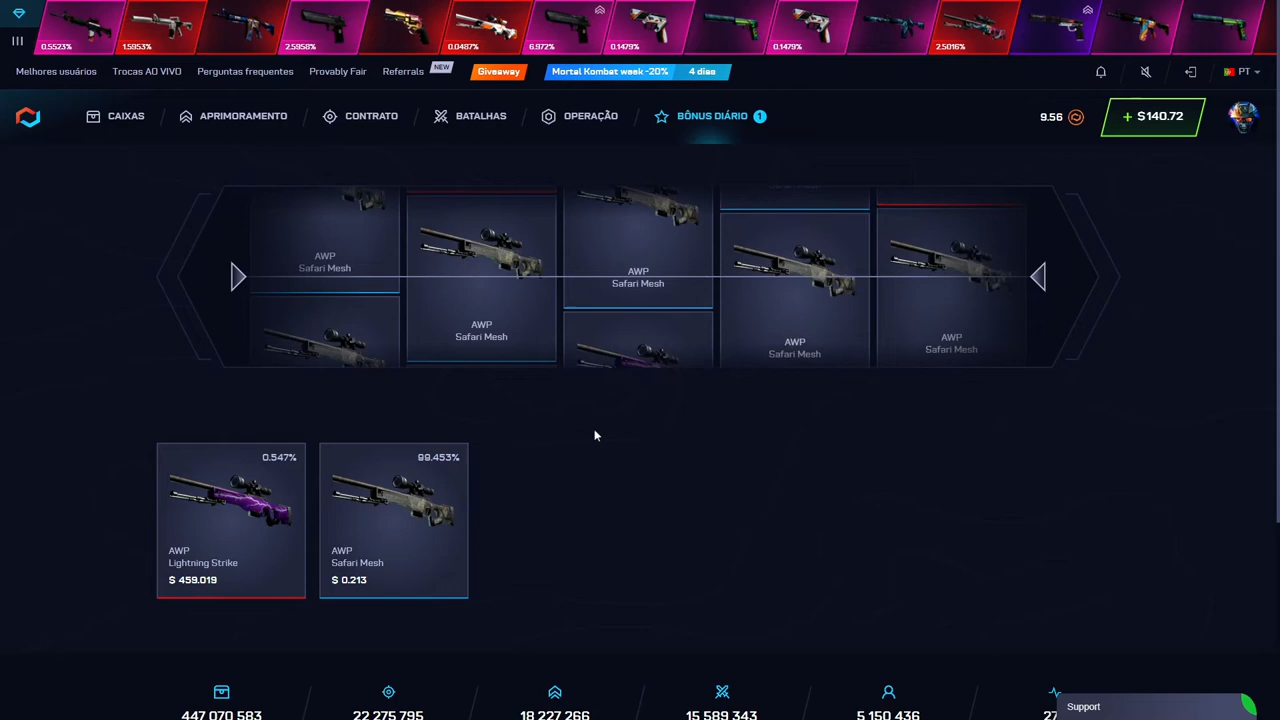 0.5523%
1.5953%
2.5958%
0.0487%
6.972%
0.1479%
0.1479%
2.5016%
Melhores usuários
Trocas AO VIVO
Perguntas frequentes
Provably Fair
Referrals
NEW
Giveaway
Mortal Kombat week -20%
4 dias
PT
CAIXAS
APRIMORAMENTO
CONTRATO
BATALHAS
OPERAÇÃO
BÔNUS DIÁRIO
1
9.56
+ $140.72
AWP
Safari Mesh
AWP
Safari Mesh
AWP
Safari Mesh
AWP
Safari Mesh
AWP
Safari Mesh
0.547%
AWP
Lightning Strike
$ 459.019
99.453%
AWP
Safari Mesh
$ 0.213
447 070 583
22 275 795
18 227 266
15 589 343
5 150 436
Support